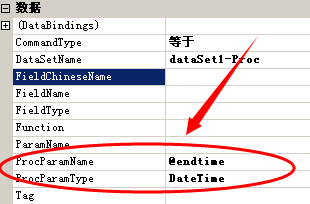 数据
(DataBindings)
CommandType 等于
DataSetName dataSet1-Proc
FieldChineseName
FieldName
FieldType
Function
ParamName
ProcParamName @endtime
ProcParamType DateTime
Tag